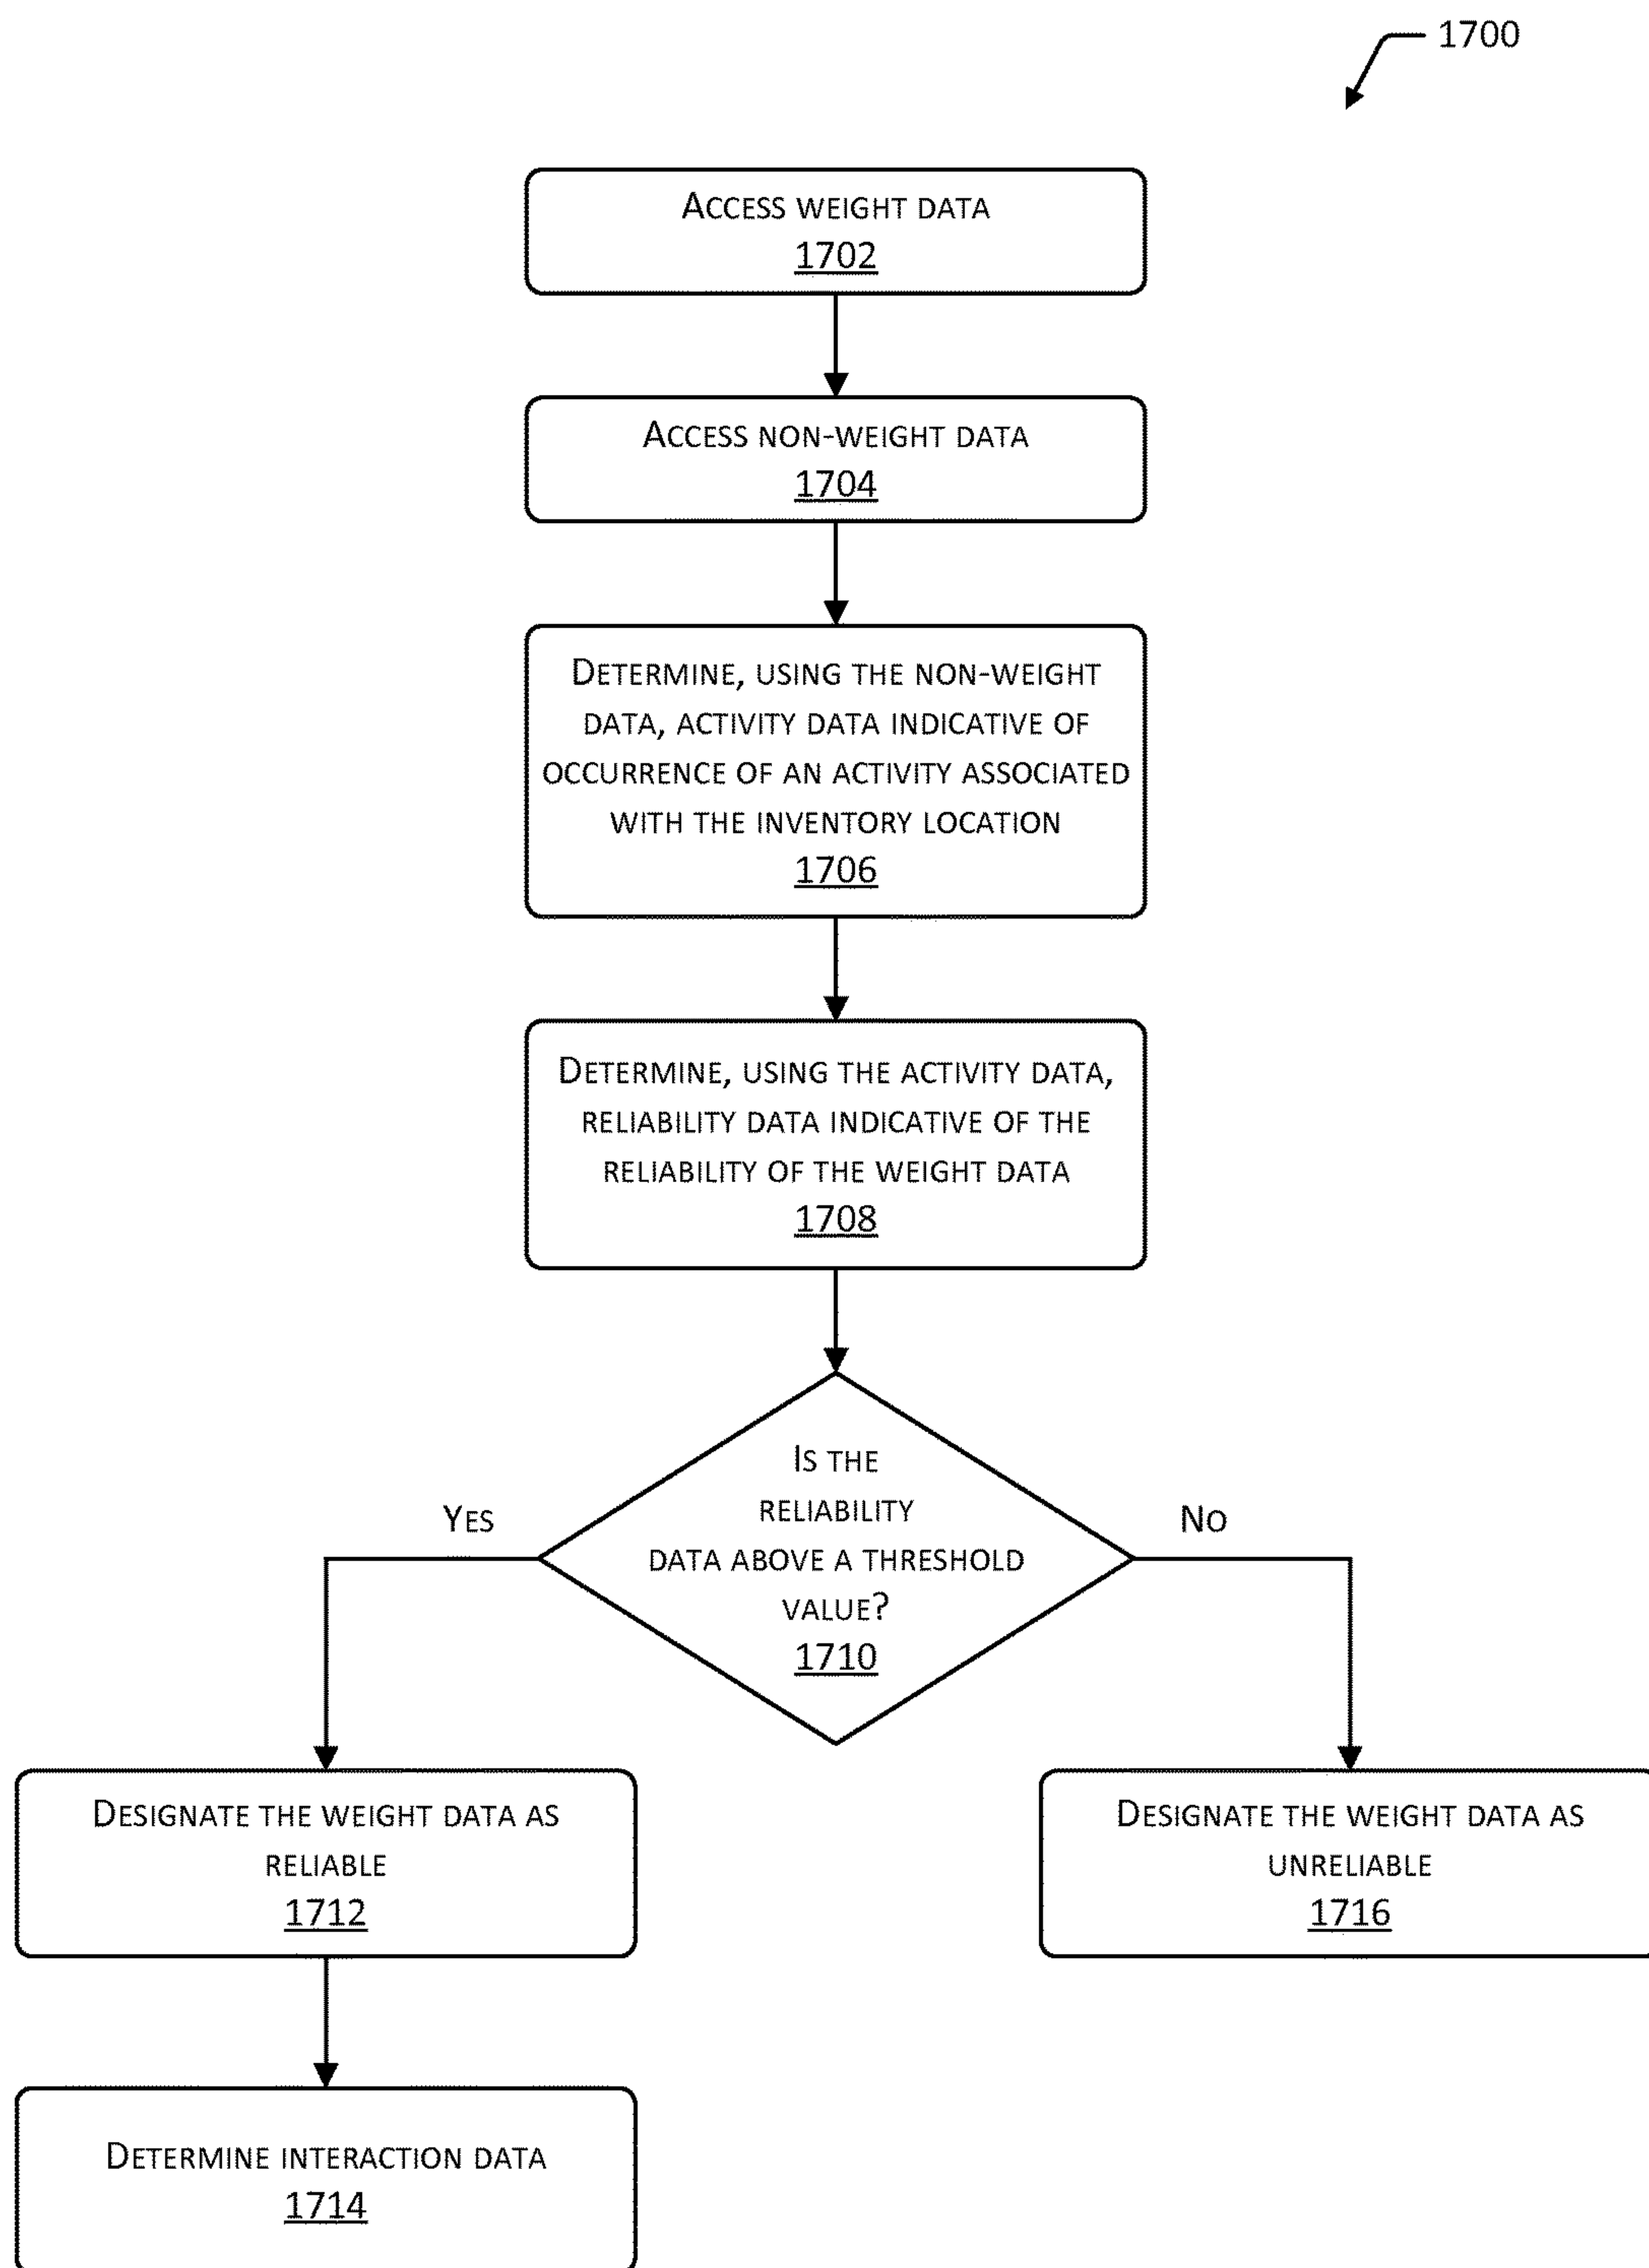 1700
ACCESS WEIGHT DATA
1702
ACCESS NON-WEIGHT DATA
1704
DETERMINE, USING THE NON-WEIGHT
DATA, ACTIVITY DATA INDICATIVE OF
OCCURRENCE OF AN ACTIVITY ASSOCIATED
WITH THE INVENTORY LOCATION
1706
DETERMINE, USING THE ACTIVITY DATA,
RELIABILITY DATA INDICATIVE OF THE
RELIABILITY OF THE WEIGHT DATA
1708
IS THE
RELIABILITY
DATA ABOVE A THRESHOLD
VALUE?
1710
YES
NO
DESIGNATE THE WEIGHT DATA AS
RELIABLE
1712
DESIGNATE THE WEIGHT DATA AS
UNRELIABLE
1716
DETERMINE INTERACTION DATA
1714